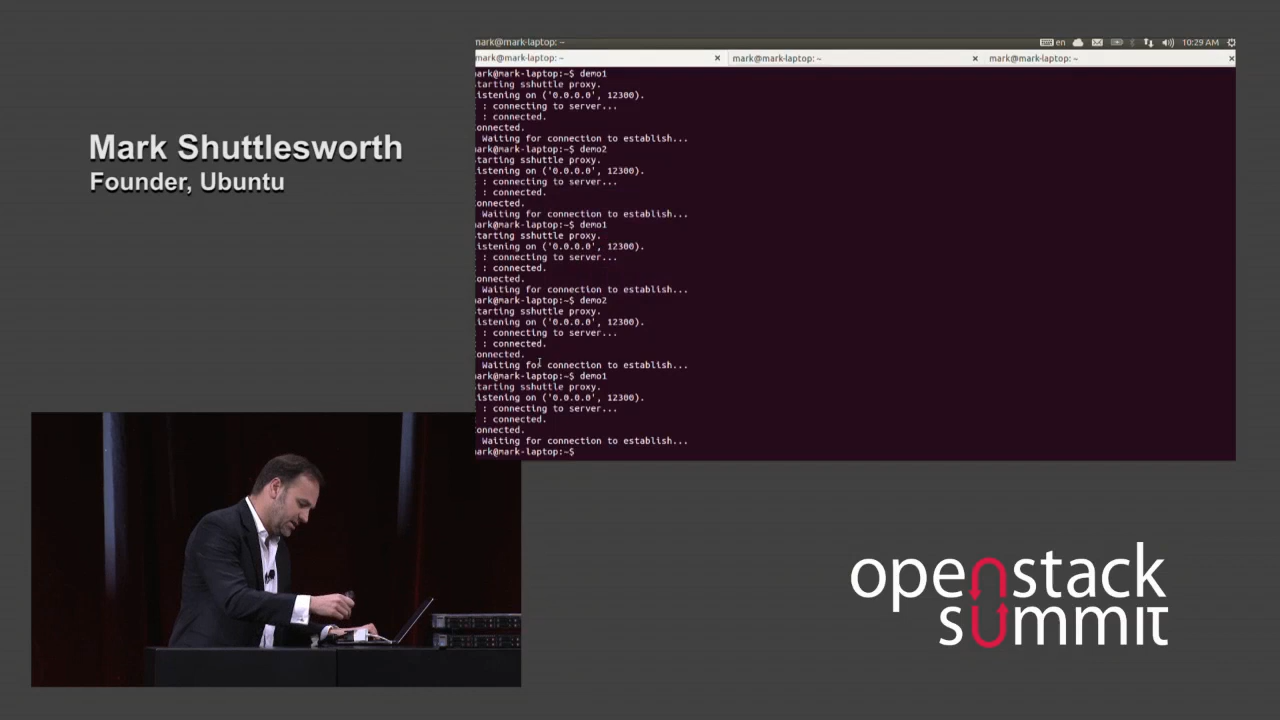 Mark Shuttlesworth
Founder, Ubuntu
mark@mark-laptop: ~
en
10:29 AM
mark@mark-laptop: ~ ×
mark@mark-laptop: ~ ×
mark@mark-laptop: ~ ×
ark@mark-laptop:~$ demo1
tarting sshuttle proxy.
istening on ('0.0.0.0', 12300).
: connecting to server...
: connected.
onnected.
Waiting for connection to establish...
ark@mark-laptop:~$ demo2
tarting sshuttle proxy.
istening on ('0.0.0.0', 12300).
: connecting to server...
: connected.
onnected.
Waiting for connection to establish...
ark@mark-laptop:~$ demo1
tarting sshuttle proxy.
istening on ('0.0.0.0', 12300).
: connecting to server...
: connected.
onnected.
Waiting for connection to establish...
ark@mark-laptop:~$ demo2
tarting sshuttle proxy.
istening on ('0.0.0.0', 12300).
: connecting to server...
: connected.
onnected.
Waiting for connection to establish...
ark@mark-laptop:~$ demo1
tarting sshuttle proxy.
istening on ('0.0.0.0', 12300).
: connecting to server...
: connected.
onnected.
Waiting for connection to establish...
ark@mark-laptop:~$
openstack
summit